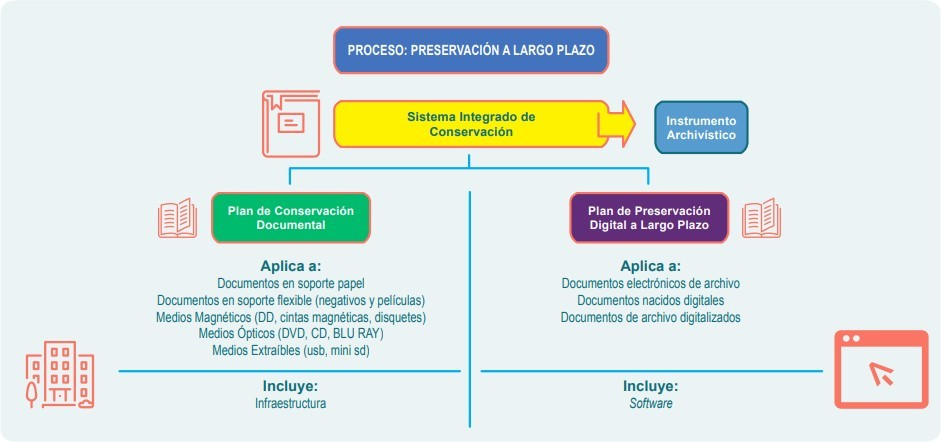 PROCESO: PRESERVACIÓN A LARGO PLAZO
Sistema Integrado de
Conservación
Instrumento
Archivístico
Plan de Conservación
Documental
Aplica a:
Documentos en soporte papel
Documentos en soporte flexible (negativos y películas)
Medios Magnéticos (DD, cintas magnéticas, disquetes)
Medios Ópticos (DVD, CD, BLU RAY)
Medios Extraíbles (usb, mini sd)
Incluye:
Infraestructura
Plan de Preservación
Digital a Largo Plazo
Aplica a:
Documentos electrónicos de archivo
Documentos nacidos digitales
Documentos de archivo digitalizados
Incluye:
Software